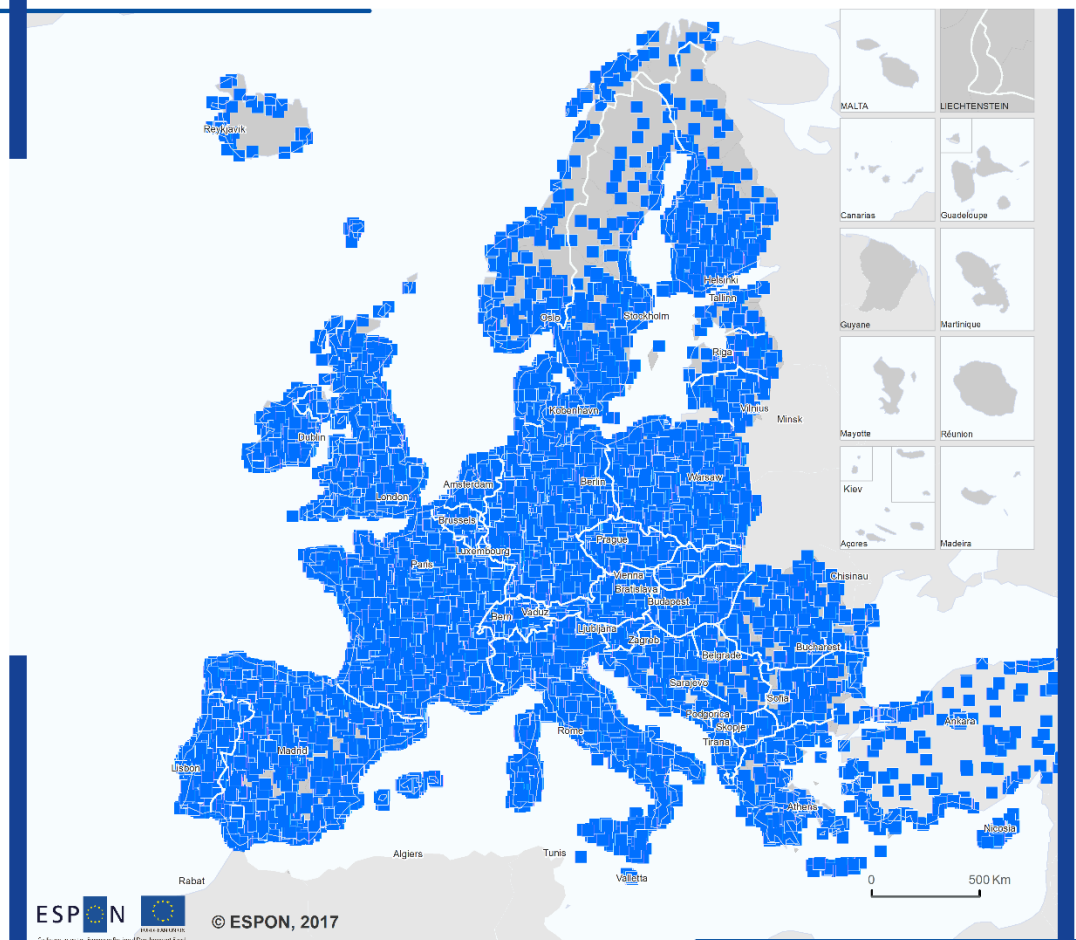 MALTA
LIECHTENSTEIN
Reykjavik
Canarias
Guadeloupe
Helsinki
Tallinn
Oslo
Stockholm
Guyane
Martinique
Riga
København
Vilnius
Minsk
Mayotte
Réunion
Dublin
Amsterdam
Berlin
Warsaw
London
Kiev
Brussels
Prague
Açores
Madeira
Luxembourg
Paris
Vienna
Chisinau
Bratislava
Budapest
Vaduz
Bern
Ljubljana
Zagreb
Bucharest
Belgrade
Sarajevo
Sofia
Podgorica
Skopje
Ankara
Rome
Tirana
Madrid
Lisbon
Athens
Nicosia
Algiers
Tunis
Valletta
Rabat
0 500 Km
ESPON
© ESPON, 2017